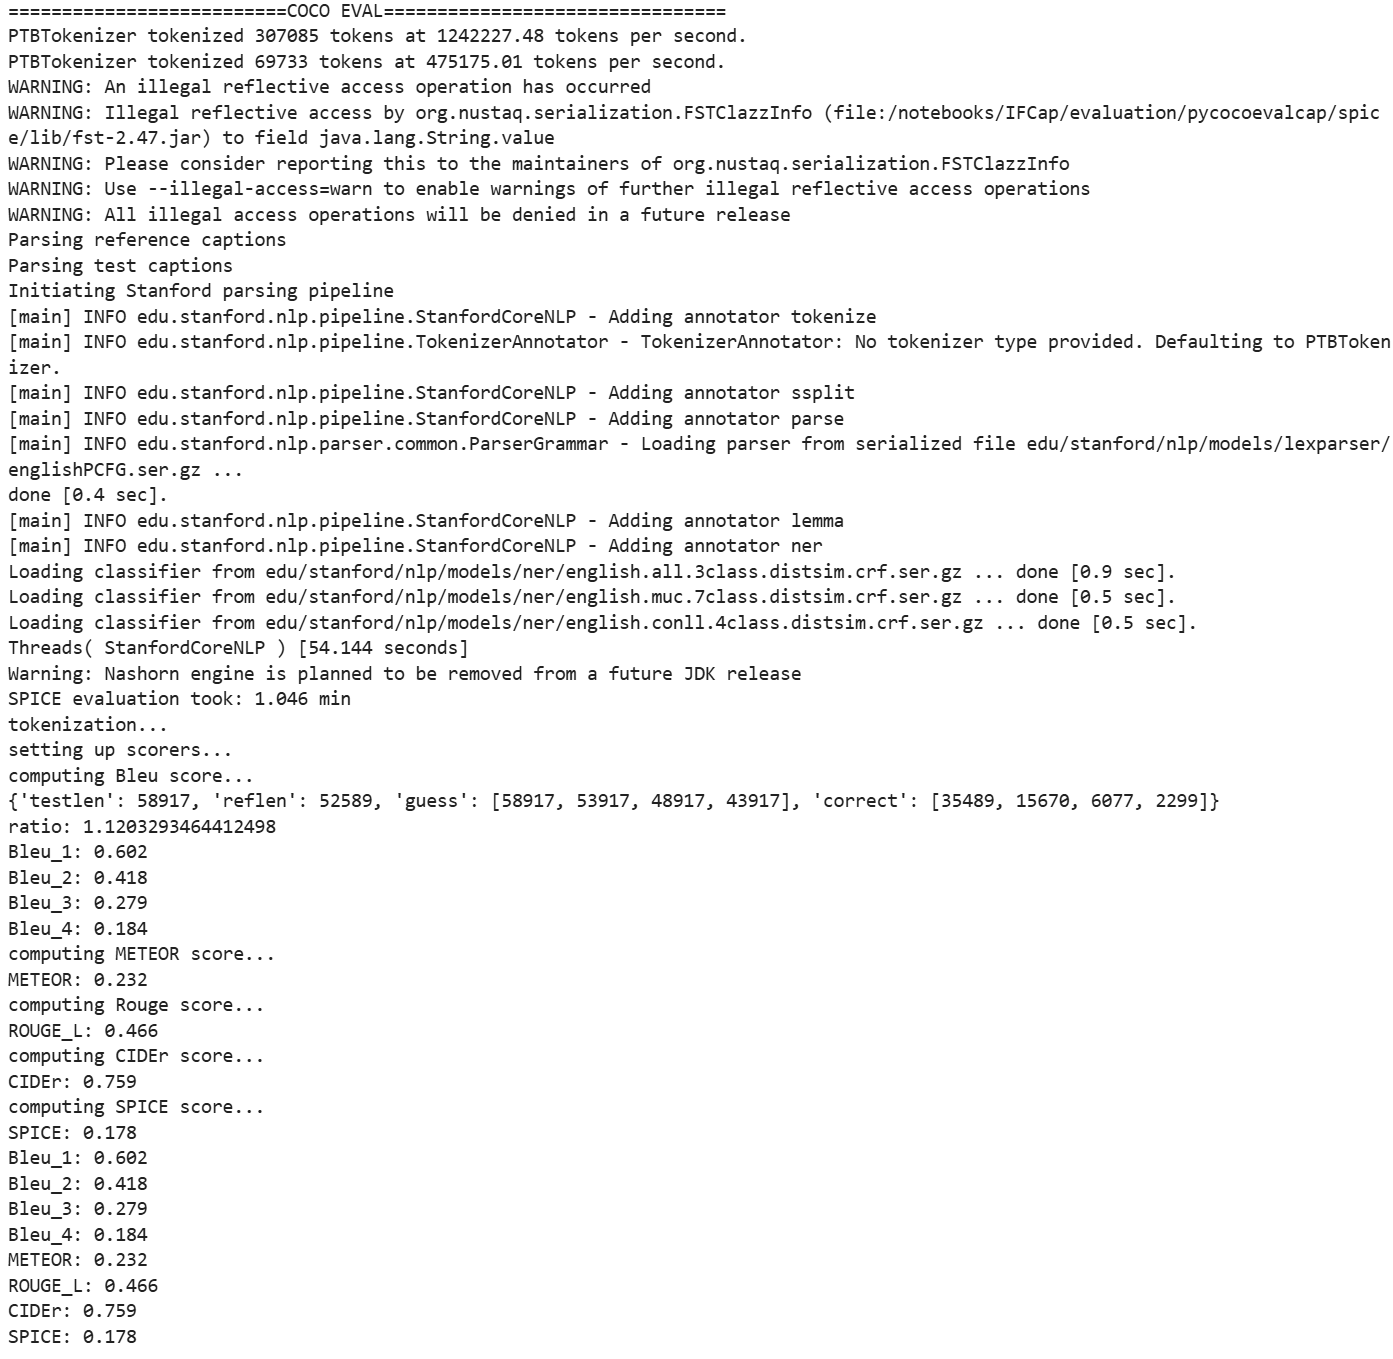 ==========================COCO EVAL================================
PTBTokenizer tokenized 307085 tokens at 1242227.48 tokens per second.
PTBTokenizer tokenized 69733 tokens at 475175.01 tokens per second.
WARNING: An illegal reflective access operation has occurred
WARNING: Illegal reflective access by org.nustaq.serialization.FSTClazzInfo (file:/notebooks/IFCap/evaluation/pycocoevalcap/spic
e/lib/fst-2.47.jar) to field java.lang.String.value
WARNING: Please consider reporting this to the maintainers of org.nustaq.serialization.FSTClazzInfo
WARNING: Use --illegal-access=warn to enable warnings of further illegal reflective access operations
WARNING: All illegal access operations will be denied in a future release
Parsing reference captions
Parsing test captions
Initiating Stanford parsing pipeline
[main] INFO edu.stanford.nlp.pipeline.StanfordCoreNLP - Adding annotator tokenize
[main] INFO edu.stanford.nlp.pipeline.TokenizerAnnotator - TokenizerAnnotator: No tokenizer type provided. Defaulting to PTBToken
izer.
[main] INFO edu.stanford.nlp.pipeline.StanfordCoreNLP - Adding annotator ssplit
[main] INFO edu.stanford.nlp.pipeline.StanfordCoreNLP - Adding annotator parse
[main] INFO edu.stanford.nlp.parser.common.ParserGrammar - Loading parser from serialized file edu/stanford/nlp/models/lexparser/
englishPCFG.ser.gz ...
done [0.4 sec].
[main] INFO edu.stanford.nlp.pipeline.StanfordCoreNLP - Adding annotator lemma
[main] INFO edu.stanford.nlp.pipeline.StanfordCoreNLP - Adding annotator ner
Loading classifier from edu/stanford/nlp/models/ner/english.all.3class.distsim.crf.ser.gz ... done [0.9 sec].
Loading classifier from edu/stanford/nlp/models/ner/english.muc.7class.distsim.crf.ser.gz ... done [0.5 sec].
Loading classifier from edu/stanford/nlp/models/ner/english.conll.4class.distsim.crf.ser.gz ... done [0.5 sec].
Threads( StanfordCoreNLP ) [54.144 seconds]
Warning: Nashorn engine is planned to be removed from a future JDK release
SPICE evaluation took: 1.046 min
tokenization...
setting up scorers...
computing Bleu score...
{'testlen': 58917, 'reflen': 52589, 'guess': [58917, 53917, 48917, 43917], 'correct': [35489, 15670, 6077, 2299]}
ratio: 1.1203293464412498
Bleu_1: 0.602
Bleu_2: 0.418
Bleu_3: 0.279
Bleu_4: 0.184
computing METEOR score...
METEOR: 0.232
computing Rouge score...
ROUGE_L: 0.466
computing CIDEr score...
CIDEr: 0.759
computing SPICE score...
SPICE: 0.178
Bleu_1: 0.602
Bleu_2: 0.418
Bleu_3: 0.279
Bleu_4: 0.184
METEOR: 0.232
ROUGE_L: 0.466
CIDEr: 0.759
SPICE: 0.178